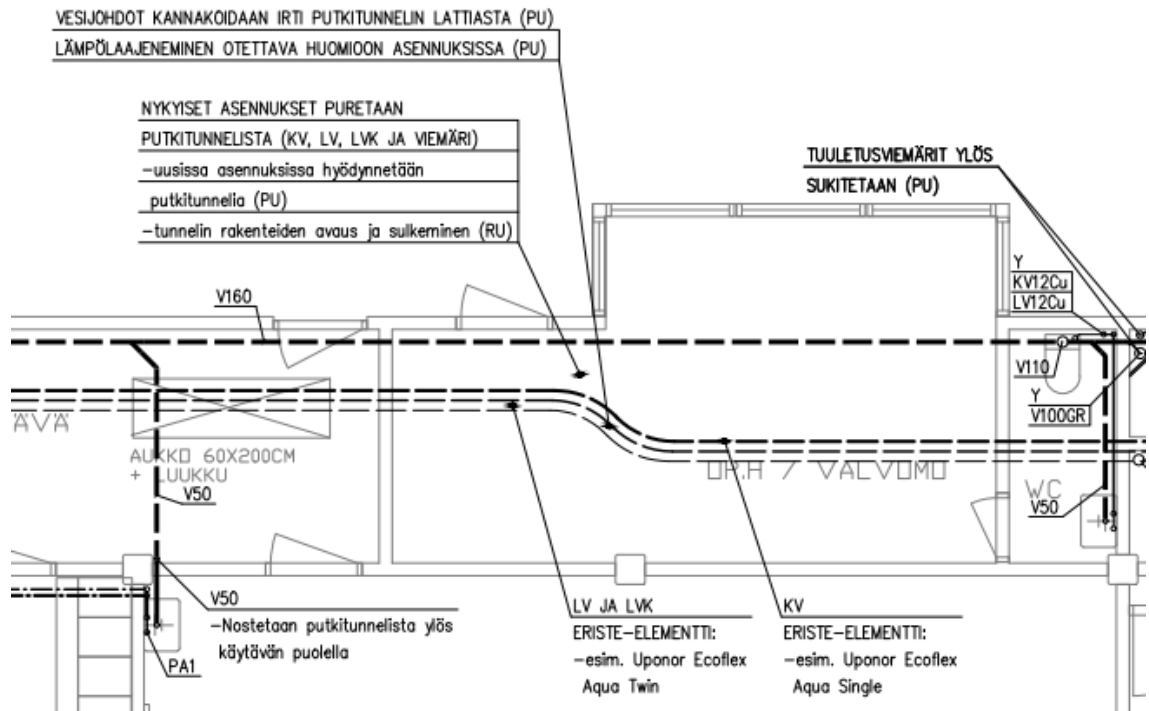 VESIJOHDOT KANNAKOIDAAN IRTI PUTKITUNNELIN LATTIASTA (PU)
LÄMPÖLAAJENEMINEN OTETTAVA HUOMIOON ASENNUKSISSA (PU)
NYKYISET ASENNUKSET PURETAAN
PUTKITUNNELISTA (KV, LV, LVK JA VIEMÄRI)
-uusissa asennuksissa hyödynnetään
putkitunnelia (PU)
-tunnelin rakenteiden avaus ja sulkeminen (RU)
TUULETUSVIEMÄRIT YLÖS
SUKITETAAN (PU)
Y
KV12Cu
LV12Cu
V160
V110
Y
V100GR
ÄVÄ
AUKKO 60X200CM
+ LUUKKU
V50
OP.H / VALVOMO
WC
V50
V50
-Nostetaan putkitunnelista ylös
käytävän puolella
PA1
LV JA LVK
ERISTE-ELEMENTTI:
-esim. Uponor Ecoflex
Aqua Twin
KV
ERISTE-ELEMENTTI:
-esim. Uponor Ecoflex
Aqua Single